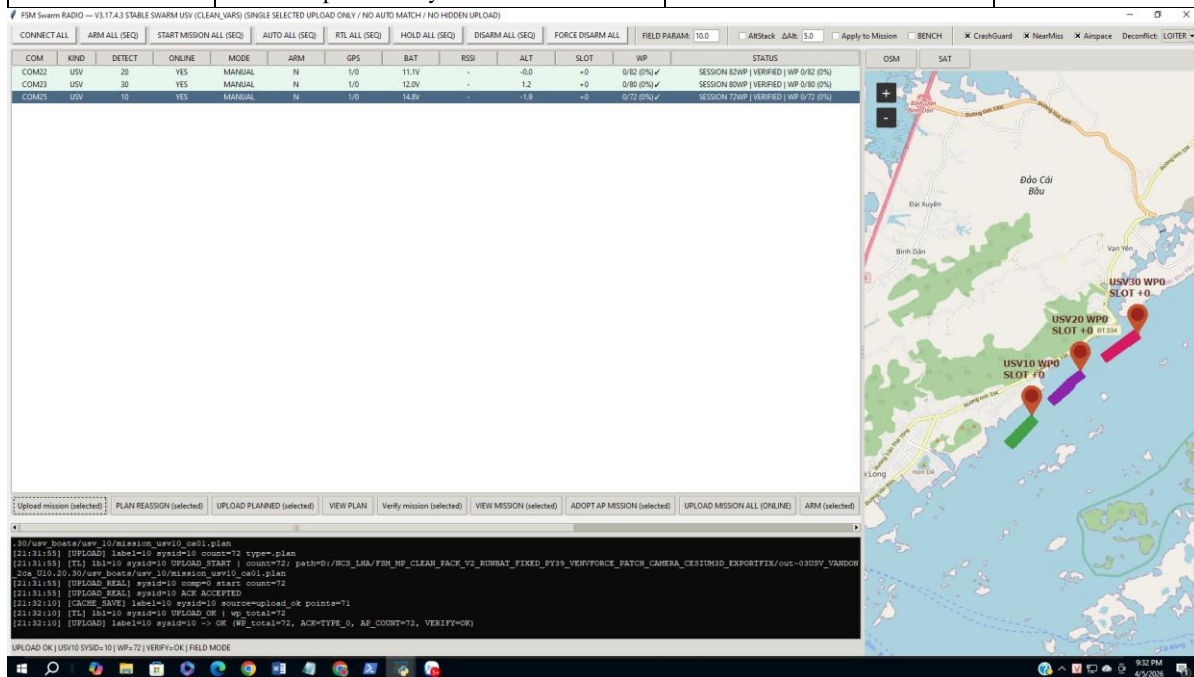 FSM Swarm RADIO — V3.17.4.3 STABLE SWARM USV (CLEAN_VARS) (SINGLE SELECTED UPLOAD ONLY / NO AUTO MATCH / NO HIDDEN UPLOAD)
CONNECT ALL ARM ALL (SEQ) START MISSION ALL (SEQ) AUTO ALL (SEQ) RTL ALL (SEQ) HOLD ALL (SEQ) DISARM ALL (SEQ) FORCE DISARM ALL FIELD PARAM: 10.0 AltStack ΔAlt: 5.0 Apply to Mission BENCH CrashGuard NearMiss Airspace Deconflict: LOITER
COM KIND DETECT ONLINE MODE ARM GPS BAT RSSI ALT SLOT WP STATUS
COM22 USV 20 YES MANUAL N 1/0 11.1V - -0.0 +0 0/82 (0%)✓ SESSION 82WP | VERIFIED | WP 0/82 (0%)
COM23 USV 30 YES MANUAL N 1/0 12.0V - 1.2 +0 0/80 (0%)✓ SESSION 80WP | VERIFIED | WP 0/80 (0%)
COM25 USV 10 YES MANUAL N 1/0 14.8V - -1.9 +0 0/72 (0%)✓ SESSION 72WP | VERIFIED | WP 0/72 (0%)
OSM SAT
+
-
Bình Dân
Đường tỉnh 335C
Đảo Cái
Bầu
Đài Xuyên
Bình Dân
Vạn Yên
USV30 WP0
SLOT +0
USV20 WP0
SLOT +0 ĐT.334
USV10 WP0
SLOT +0
Đường tỉnh 334
Long
Hòn Dê
Upload mission (selected) PLAN REASSIGN (selected) UPLOAD PLANNED (selected) VIEW PLAN Verify mission (selected) VIEW MISSION (selected) ADOPT AP MISSION (selected) UPLOAD MISSION ALL (ONLINE) ARM (selected)
.30/usv_boats/usv_10/mission_usv10_ca01.plan
[21:31:55] [UPLOAD] label=10 sysid=10 count=72 type=.plan
[21:31:55] [TL] lbl=10 sysid=10 UPLOAD_START | count=72; path=D:/NCS_LHA/FSM_MP_CLEAN_PACK_V2_RUNBAT_FIXED_PY39_VENVFORCE_PATCH_CAMERA_CESIUM3D_EXPORTFIX/out-03USV_VANDON
_2ca_U10.20.30/usv_boats/usv_10/mission_usv10_ca01.plan
[21:31:55] [UPLOAD_REAL] sysid=10 comp=0 start count=72
[21:31:55] [UPLOAD_REAL] sysid=10 ACK ACCEPTED
[21:32:10] [CACHE_SAVE] label=10 sysid=10 source=upload_ok points=71
[21:32:10] [TL] lbl=10 sysid=10 UPLOAD_OK | wp_total=72
[21:32:10] [UPLOAD] label=10 sysid=10 -> OK (WP_total=72, ACK=TYPE_0, AP_COUNT=72, VERIFY=OK)
UPLOAD OK | USV10 SYSID=10 | WP=72 | VERIFY=OK | FIELD MODE
9:32 PM
4/5/2026